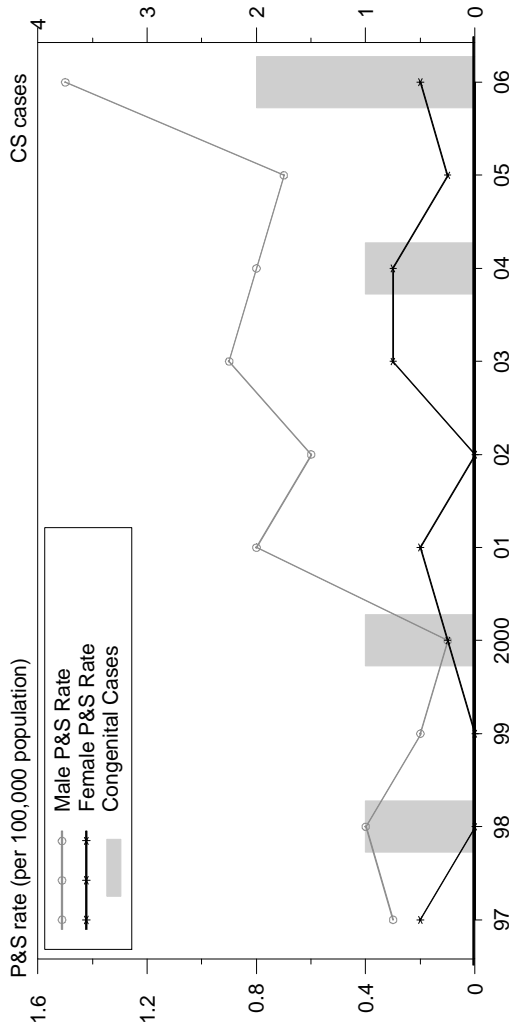 P&S rate (per 100,000 population)
CS cases
Male P&S Rate
Female P&S Rate
Congenital Cases
1.6
1.2
0.8
0.4
0
4
3
2
1
0
97 98 99 2000 01 02 03 04 05 06